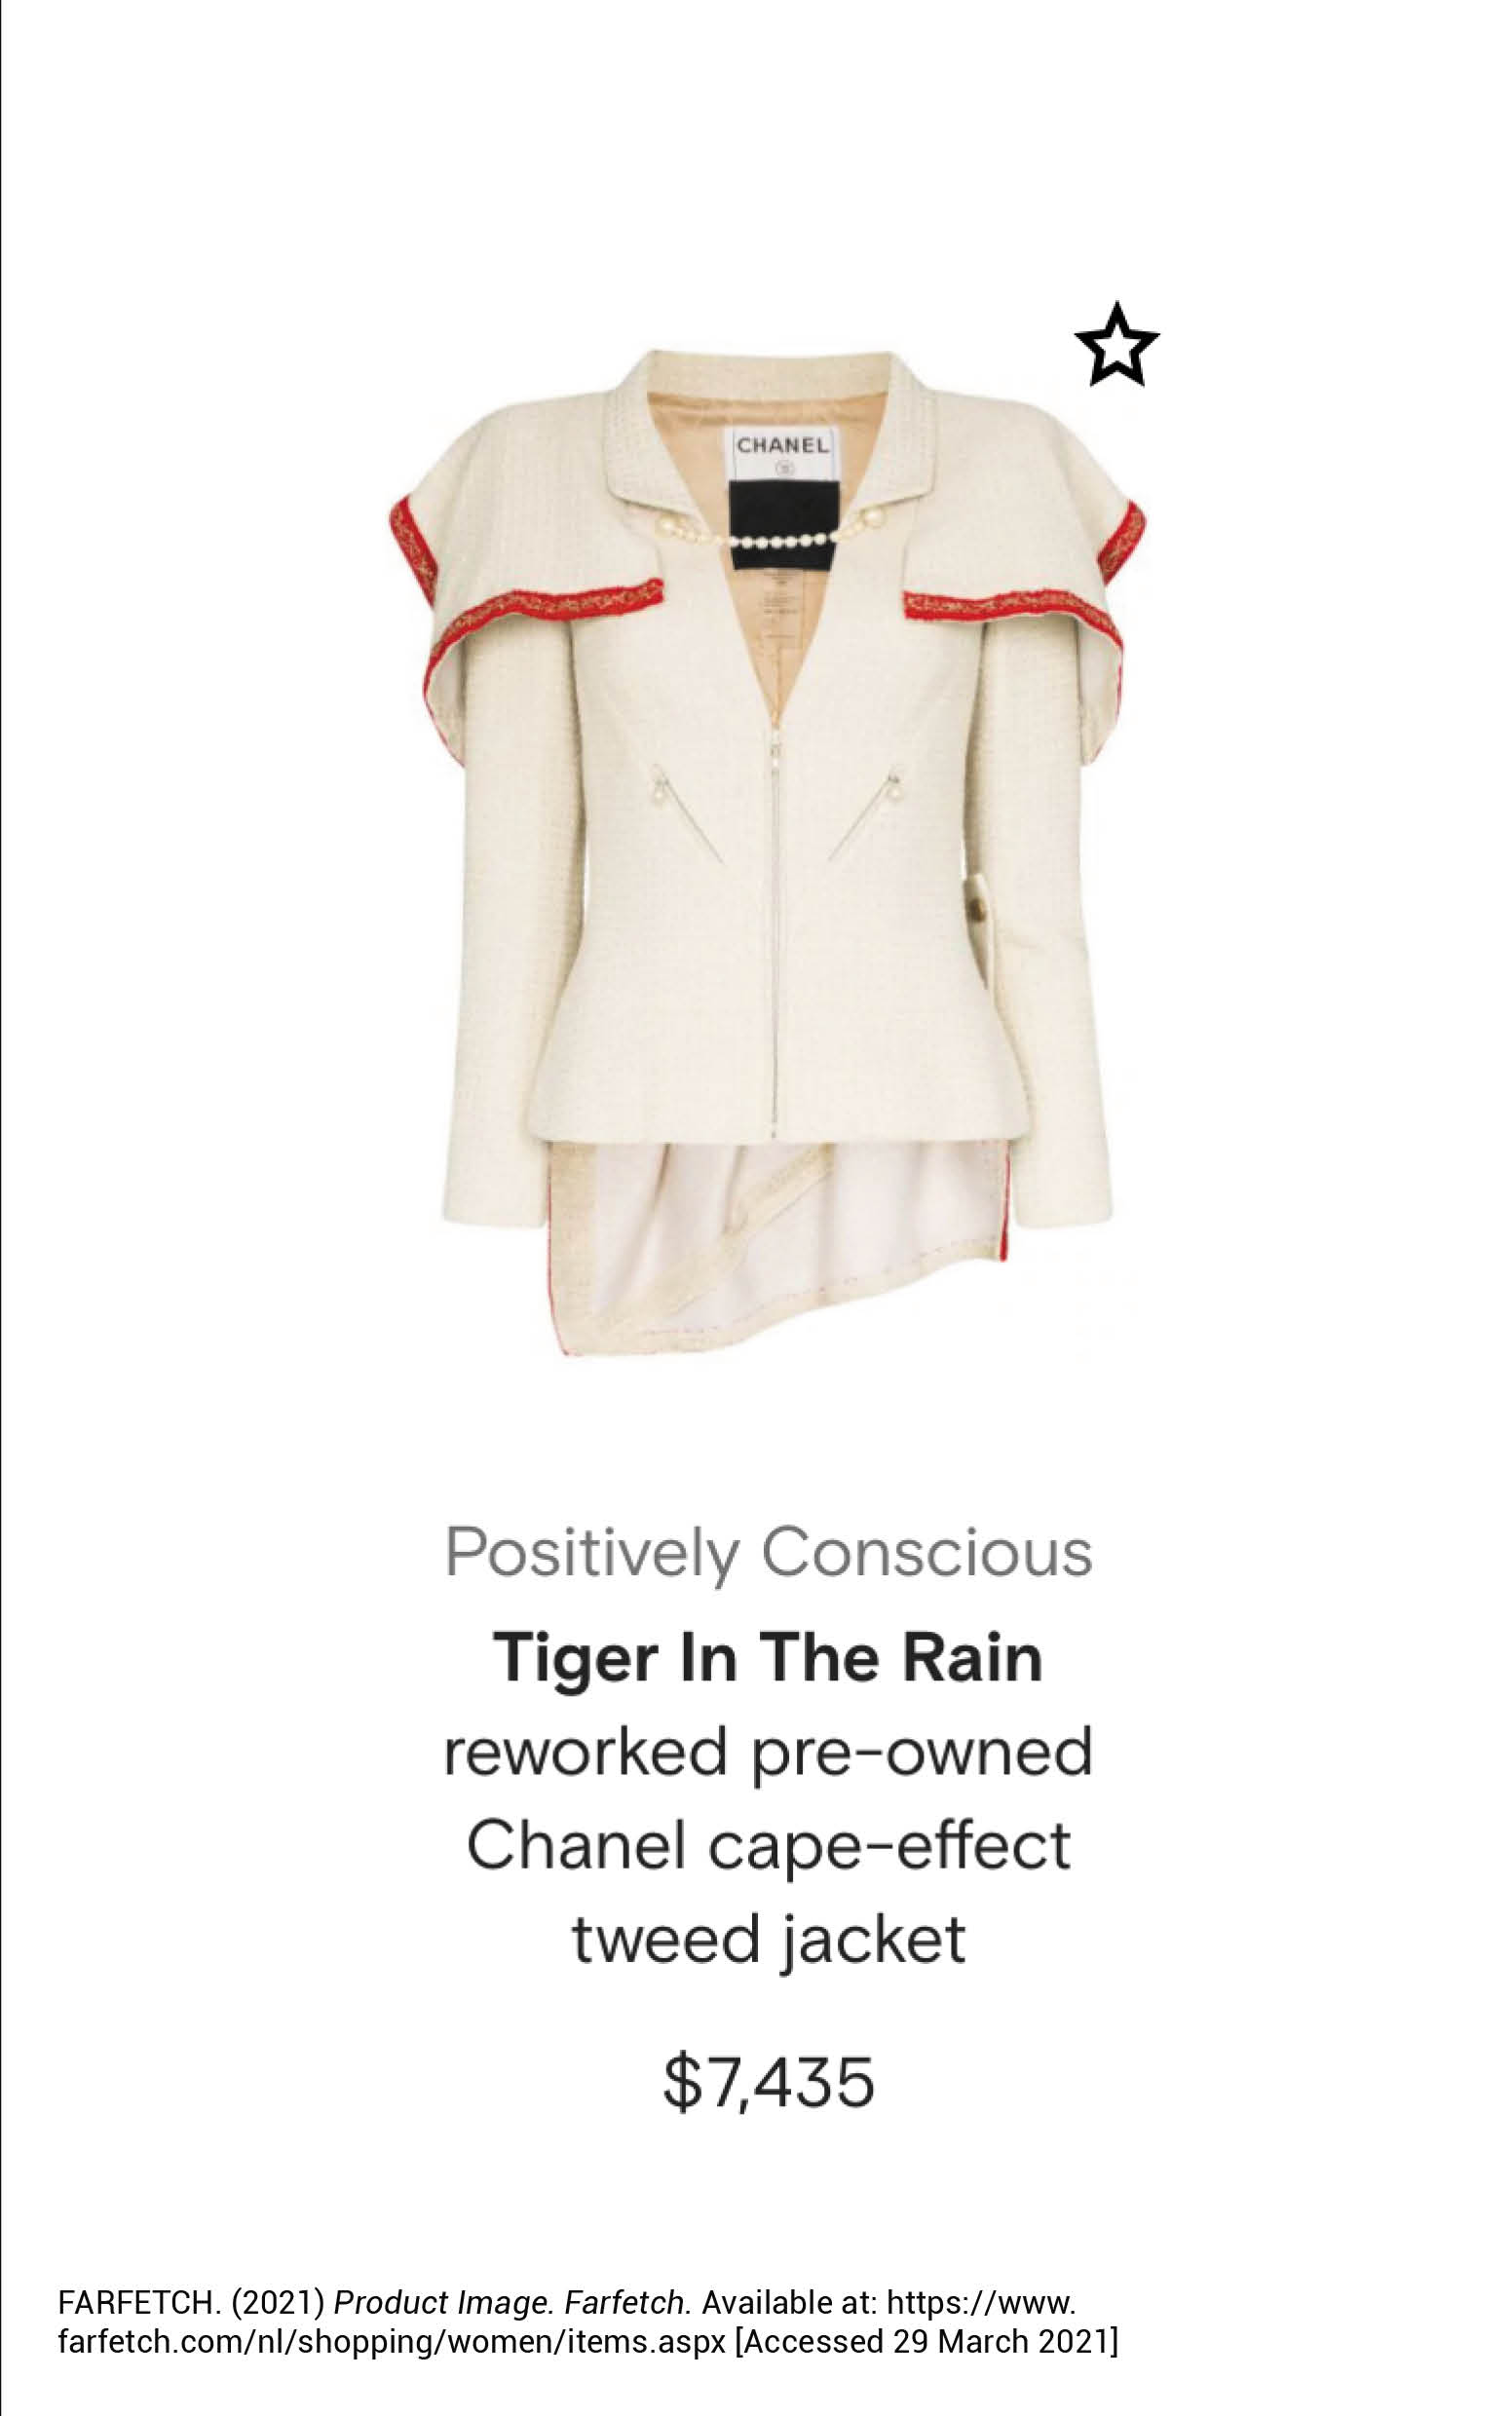 CHANEL
Positively Conscious
Tiger In The Rain
reworked pre-owned
Chanel cape-effect
tweed jacket
$7,435
FARFETCH. (2021) Product Image. Farfetch. Available at: https://www.
farfetch.com/nl/shopping/women/items.aspx [Accessed 29 March 2021]